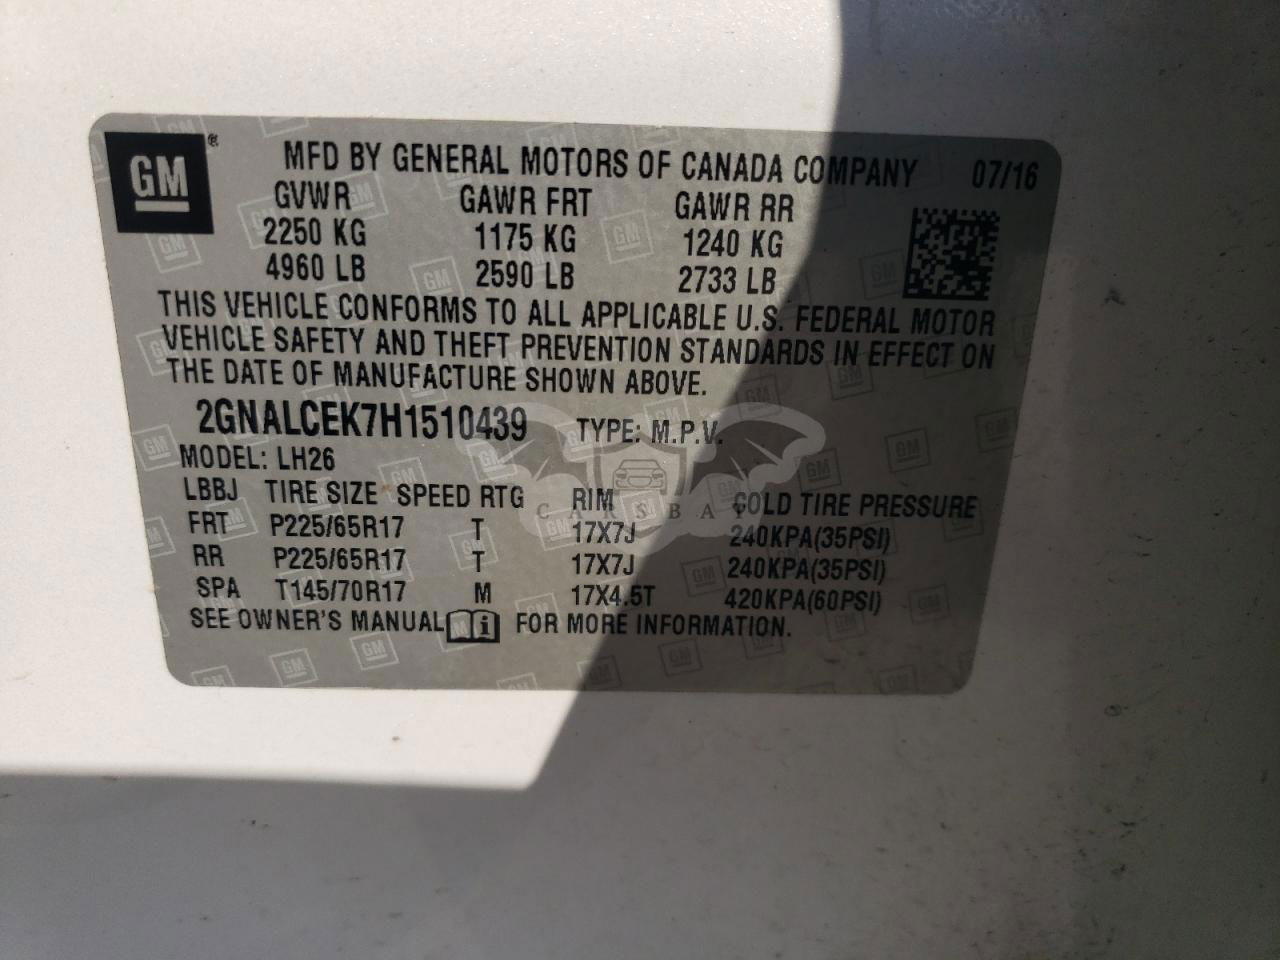 GM ® MFD BY GENERAL MOTORS OF CANADA COMPANY 07/16
GVWR GAWR FRT GAWR RR
2250 KG 1175 KG 1240 KG
4960 LB 2590 LB 2733 LB
THIS VEHICLE CONFORMS TO ALL APPLICABLE U.S. FEDERAL MOTOR
VEHICLE SAFETY AND THEFT PREVENTION STANDARDS IN EFFECT ON
THE DATE OF MANUFACTURE SHOWN ABOVE.
2GNALCEK7H1510439 TYPE: M.P.V.
MODEL: LH26
LBBJ TIRE SIZE SPEED RTG RIM COLD TIRE PRESSURE
CARSBAY
FRT P225/65R17 T 17X7J 240KPA(35PSI)
RR P225/65R17 T 17X7J 240KPA(35PSI)
SPA T145/70R17 M 17X4.5T 420KPA(60PSI)
SEE OWNER'S MANUAL i FOR MORE INFORMATION.